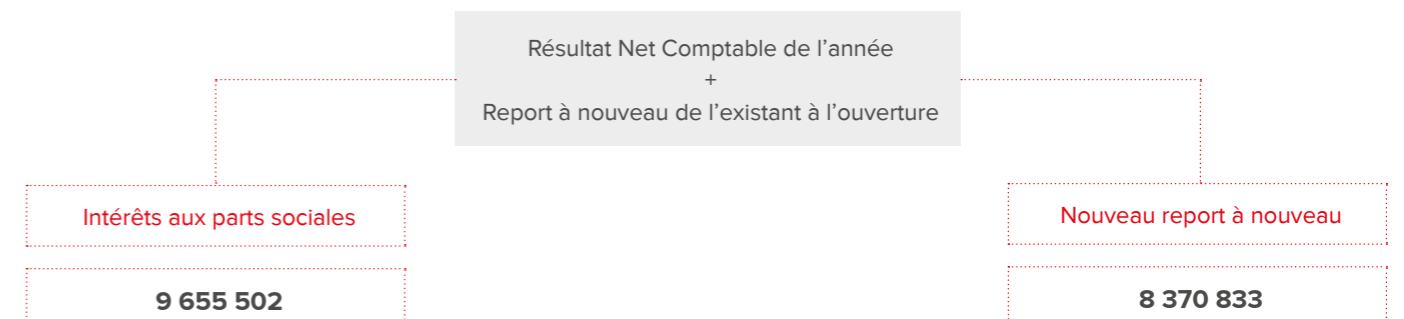 Résultat Net Comptable de l’année
+
Report à nouveau de l’existant à l’ouverture
Intérêts aux parts sociales
Nouveau report à nouveau
9 655 502
8 370 833